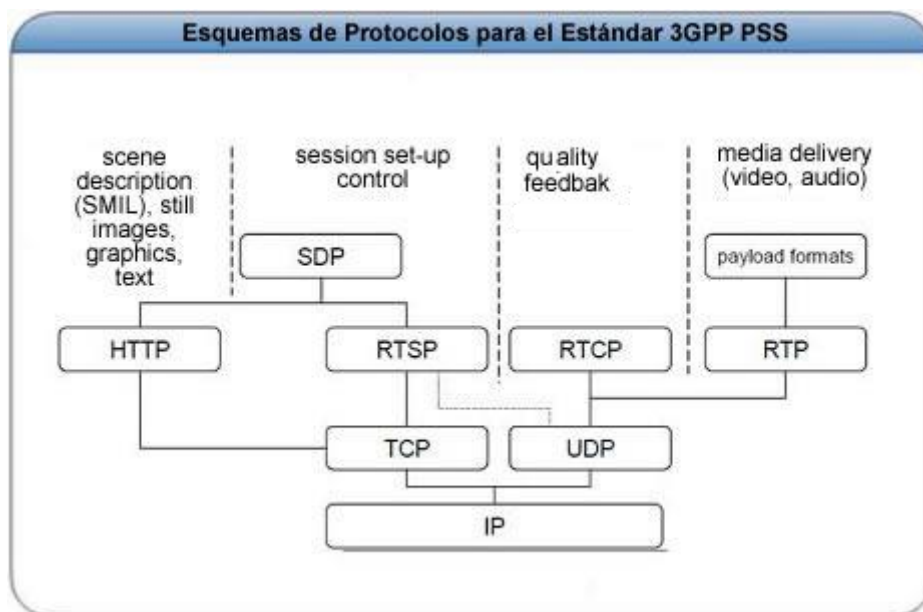 Esquemas de Protocolos para el Estándar 3GPP PSS
scene
description
(SMIL), still
images,
graphics,
text
session set-up
control
quality
feedbak
media delivery
(video, audio)
SDP
payload formats
HTTP
RTSP
RTCP
RTP
TCP
UDP
IP